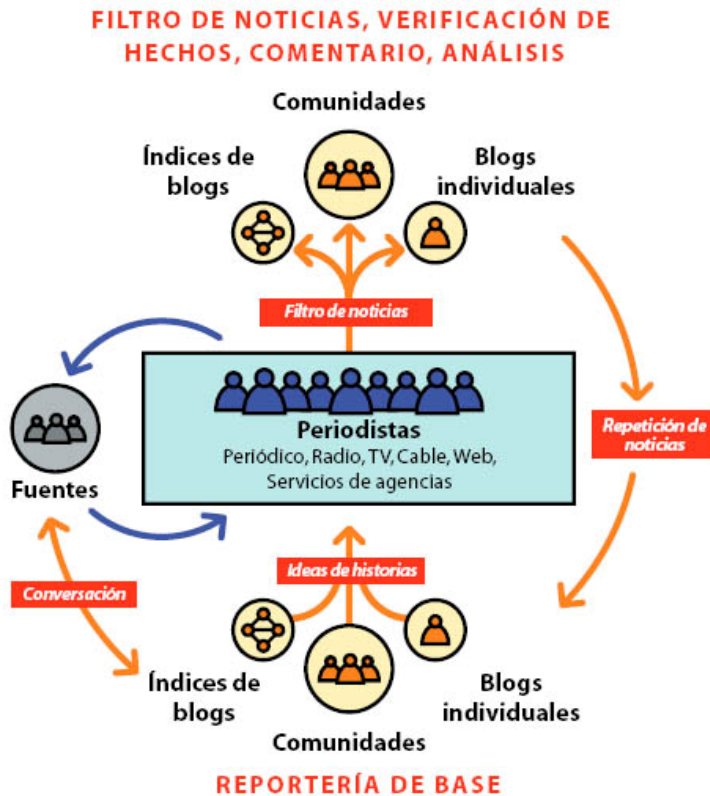 FILTRO DE NOTICIAS, VERIFICACIÓN DE
HECHOS, COMENTARIO, ANÁLISIS
Comunidades
Índices de
blogs
Blogs
individuales
Filtro de noticias
Periodistas
Periódico, Radio, TV, Cable, Web,
Servicios de agencias
Repetición de
noticias
Fuentes
Ideas de historias
Conversación
Índices de
blogs
Blogs
individuales
Comunidades
REPORTERÍA DE BASE